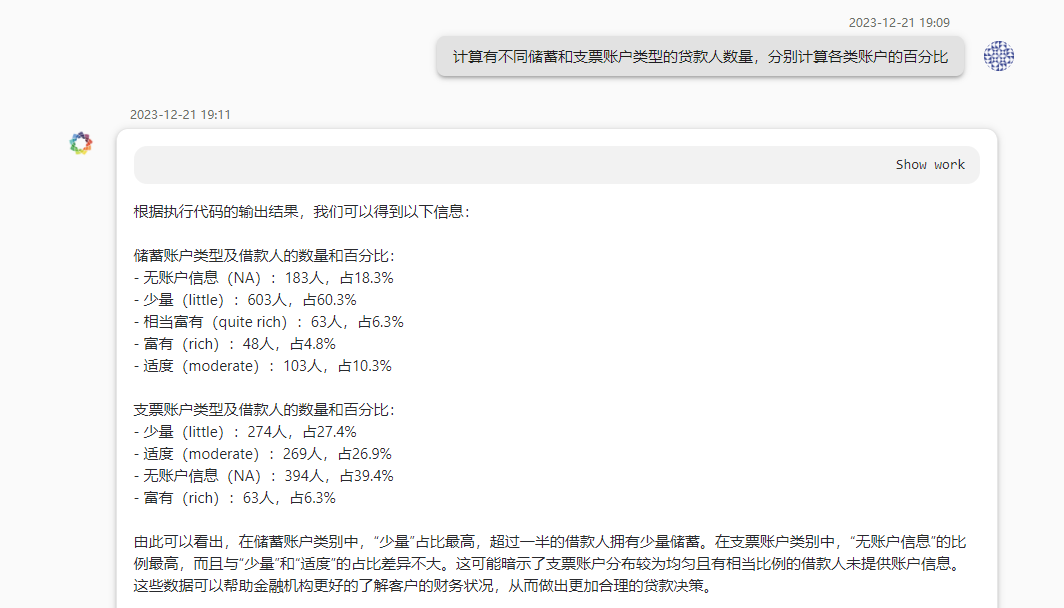 2023-12-21 19:09
计算有不同储蓄和支票账户类型的贷款人数量，分别计算各类账户的百分比
2023-12-21 19:11
Show work
根据执行代码的输出结果，我们可以得到以下信息：
储蓄账户类型及借款人的数量和百分比：
- 无账户信息（NA）：183人，占18.3%
- 少量（little）：603人，占60.3%
- 相当富有（quite rich）：63人，占6.3%
- 富有（rich）：48人，占4.8%
- 适度（moderate）：103人，占10.3%
支票账户类型及借款人的数量和百分比：
- 少量（little）：274人，占27.4%
- 适度（moderate）：269人，占26.9%
- 无账户信息（NA）：394人，占39.4%
- 富有（rich）：63人，占6.3%
由此可以看出，在储蓄账户类别中，“少量”占比最高，超过一半的借款人拥有少量储蓄。在支票账户类别中，“无账户信息”的比
例最高，而且与“少量”和“适度”的占比差异不大。这可能暗示了支票账户分布较为均匀且有相当比例的借款人未提供账户信息。
这些数据可以帮助金融机构更好的了解客户的财务状况，从而做出更加合理的贷款决策。